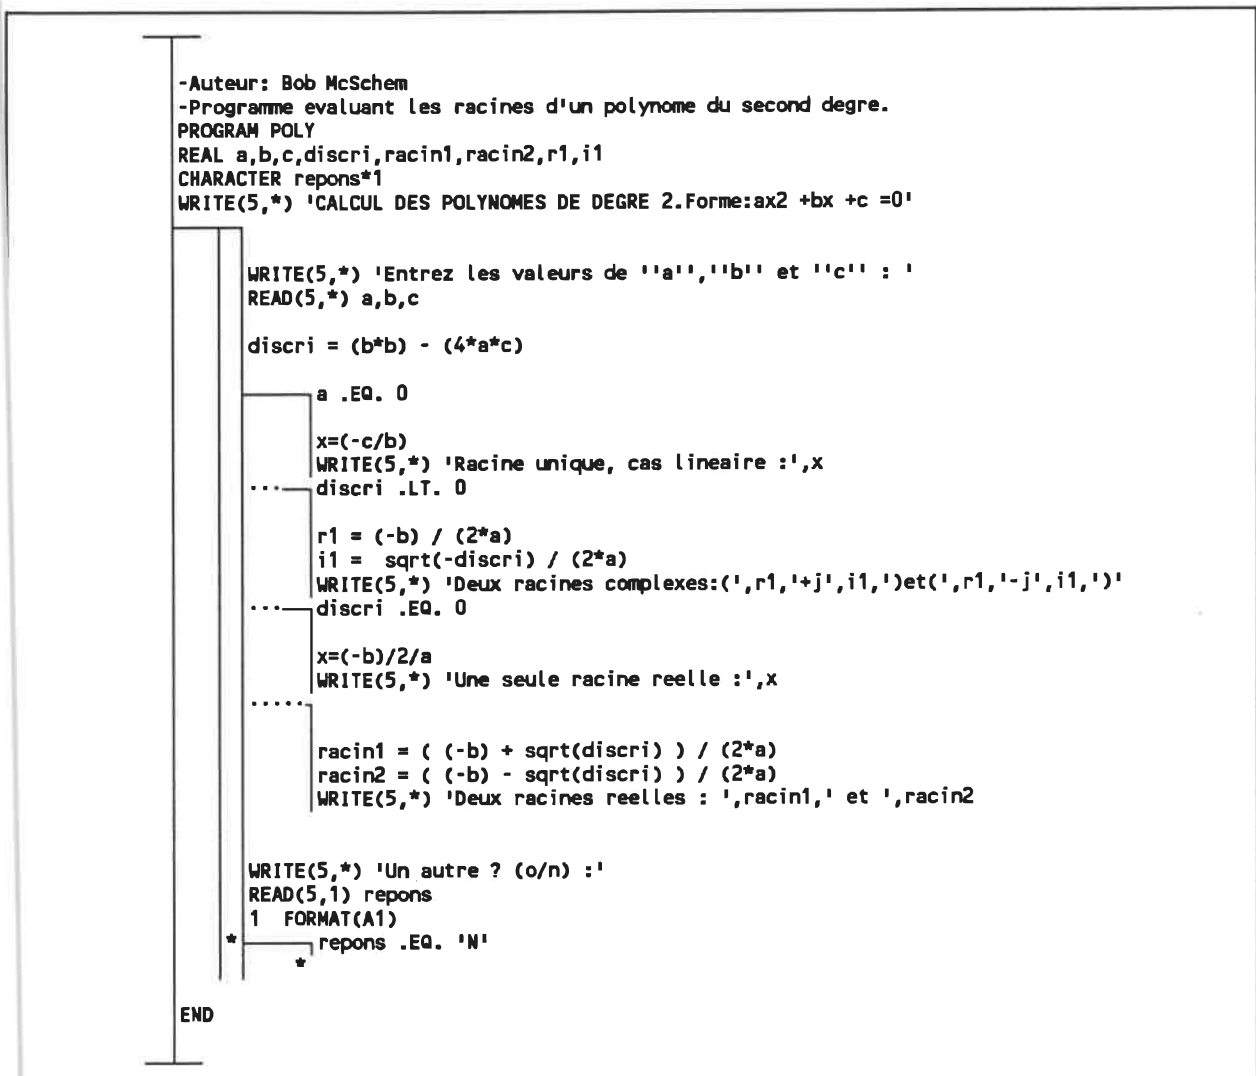 -Auteur: Bob McSchem
-Programme evaluant les racines d'un polynome du second degre.
PROGRAM POLY
REAL a,b,c,discri,racin1,racin2,r1,i1
CHARACTER repons*1
WRITE(5,*) 'CALCUL DES POLYNOMES DE DEGRE 2.Forme:ax2 +bx +c =0'
WRITE(5,*) 'Entrez les valeurs de ''a'',''b'' et ''c'' : '
READ(5,*) a,b,c
discri = (b*b) - (4*a*c)
a .EQ. 0
x=(-c/b)
WRITE(5,*) 'Racine unique, cas lineaire :',x
discri .LT. 0
r1 = (-b) / (2*a)
i1 =  sqrt(-discri) / (2*a)
WRITE(5,*) 'Deux racines complexes:(',r1,'+j',i1,')et(',r1,'-j',i1,')'
discri .EQ. 0
x=(-b)/2/a
WRITE(5,*) 'Une seule racine reelle :',x
racin1 = ( (-b) + sqrt(discri) ) / (2*a)
racin2 = ( (-b) - sqrt(discri) ) / (2*a)
WRITE(5,*) 'Deux racines reelles : ',racin1,' et ',racin2
WRITE(5,*) 'Un autre ? (o/n) :'
READ(5,1) repons
1  FORMAT(A1)
* repons .EQ. 'N'
*
END